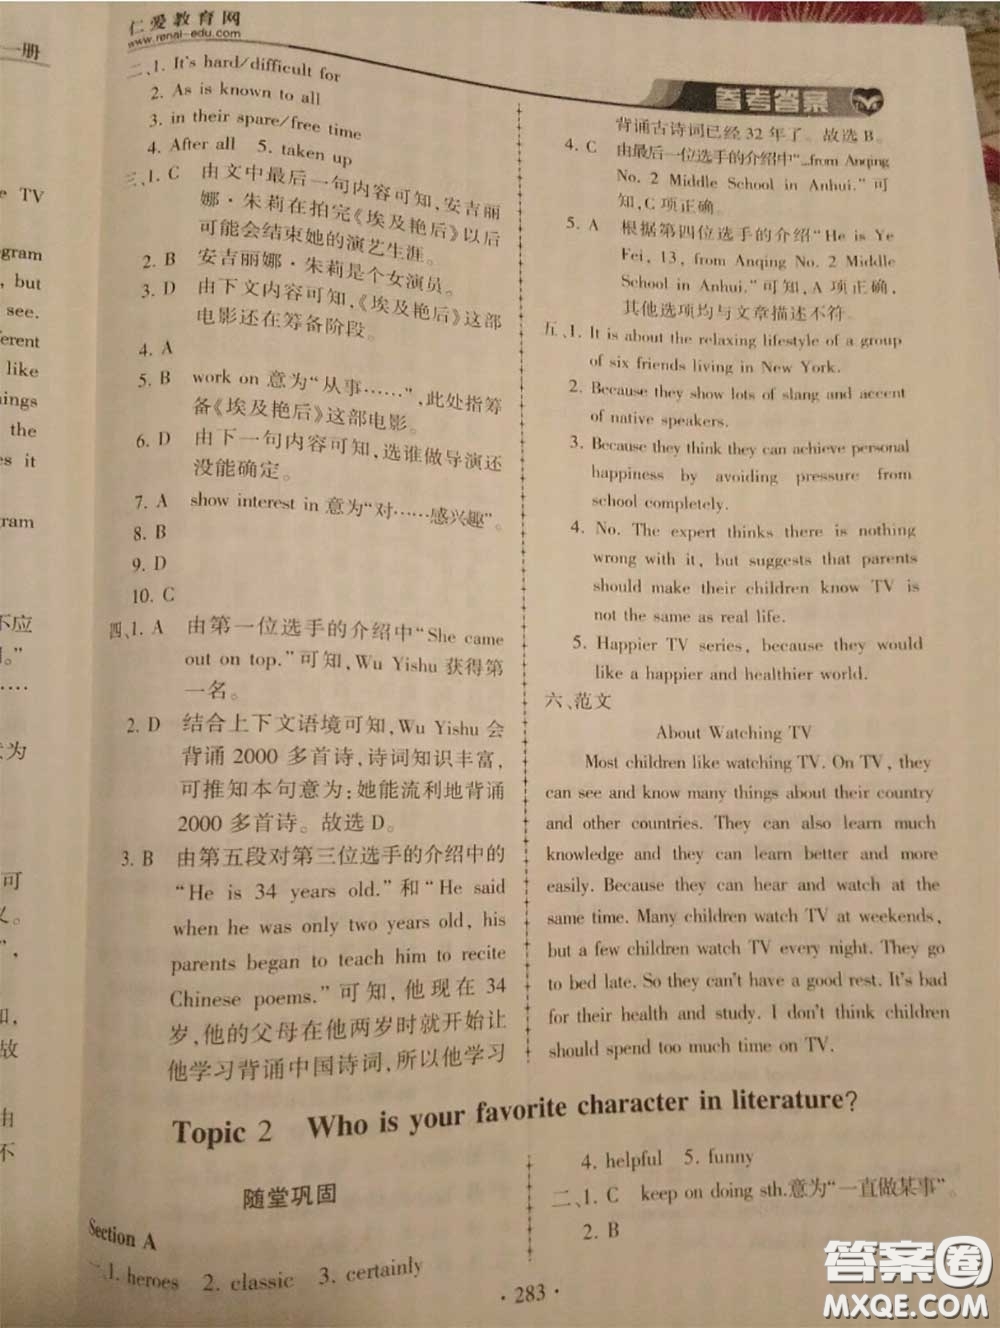 仁爱教育网
www.renai-edu.com
一册
参考答案
e TV
gram
, but
see.
ferent
like
nings
the
es it
gram
不应
]。”
……
意为
可
义。
”,
知,
故
由
不
二、1. It's hard/difficult for
2. As is known to all
3. in their spare/free time
4. After all 5. taken up
三、1. C 由文中最后一句内容可知,安吉丽
娜·朱莉在拍完《埃及艳后》以后
可能会结束她的演艺生涯。
2. B 安吉丽娜·朱莉是个女演员。
3. D 由下文内容可知,《埃及艳后》这部
电影还在筹备阶段。
4. A
5. B work on 意为“从事……”,此处指筹
备《埃及艳后》这部电影。
6. D 由下一句内容可知,选谁做导演还
没能确定。
7. A show interest in 意为“对……感兴趣”。
8. B
9. D
10. C
四、1. A 由第一位选手的介绍中“She came
out on top.”可知,Wu Yishu 获得第
一名。
2. D 结合上下文语境可知,Wu Yishu 会
背诵 2000 多首诗,诗词知识丰富,
可推知本句意为:她能流利地背诵
2000 多首诗。故选 D。
3. B 由第五段对第三位选手的介绍中的
“He is 34 years old.”和“He said
when he was only two years old, his
parents began to teach him to recite
Chinese poems.”可知,他现在 34
岁,他的父母在他两岁时就开始让
他学习背诵中国诗词,所以他学习
背诵古诗词已经 32 年了。故选 B。
4. C 由最后一位选手的介绍中“...from Anqing
No. 2 Middle School in Anhui.”可
知,C 项正确。
5. A 根据第四位选手的介绍“He is Ye
Fei, 13, from Anqing No. 2 Middle
School in Anhui.”可知,A 项正确,
其他选项均与文章描述不符。
五、1. It is about the relaxing lifestyle of a group
of six friends living in New York.
2. Because they show lots of slang and accent
of native speakers.
3. Because they think they can achieve personal
happiness by avoiding pressure from
school completely.
4. No. The expert thinks there is nothing
wrong with it, but suggests that parents
should make their children know TV is
not the same as real life.
5. Happier TV series, because they would
like a happier and healthier world.
六、范文
About Watching TV
Most children like watching TV. On TV, they
can see and know many things about their country
and other countries. They can also learn much
knowledge and they can learn better and more
easily. Because they can hear and watch at the
same time. Many children watch TV at weekends,
but a few children watch TV every night. They go
to bed late. So they can't have a good rest. It's bad
for their health and study. I don't think children
should spend too much time on TV.
Topic 2 Who is your favorite character in literature?
随堂巩固
Section A
一、1. heroes 2. classic 3. certainly
4. helpful 5. funny
二、1. C keep on doing sth.意为“一直做某事”。
2. B
· 283 ·
答案圈
MXQE.COM